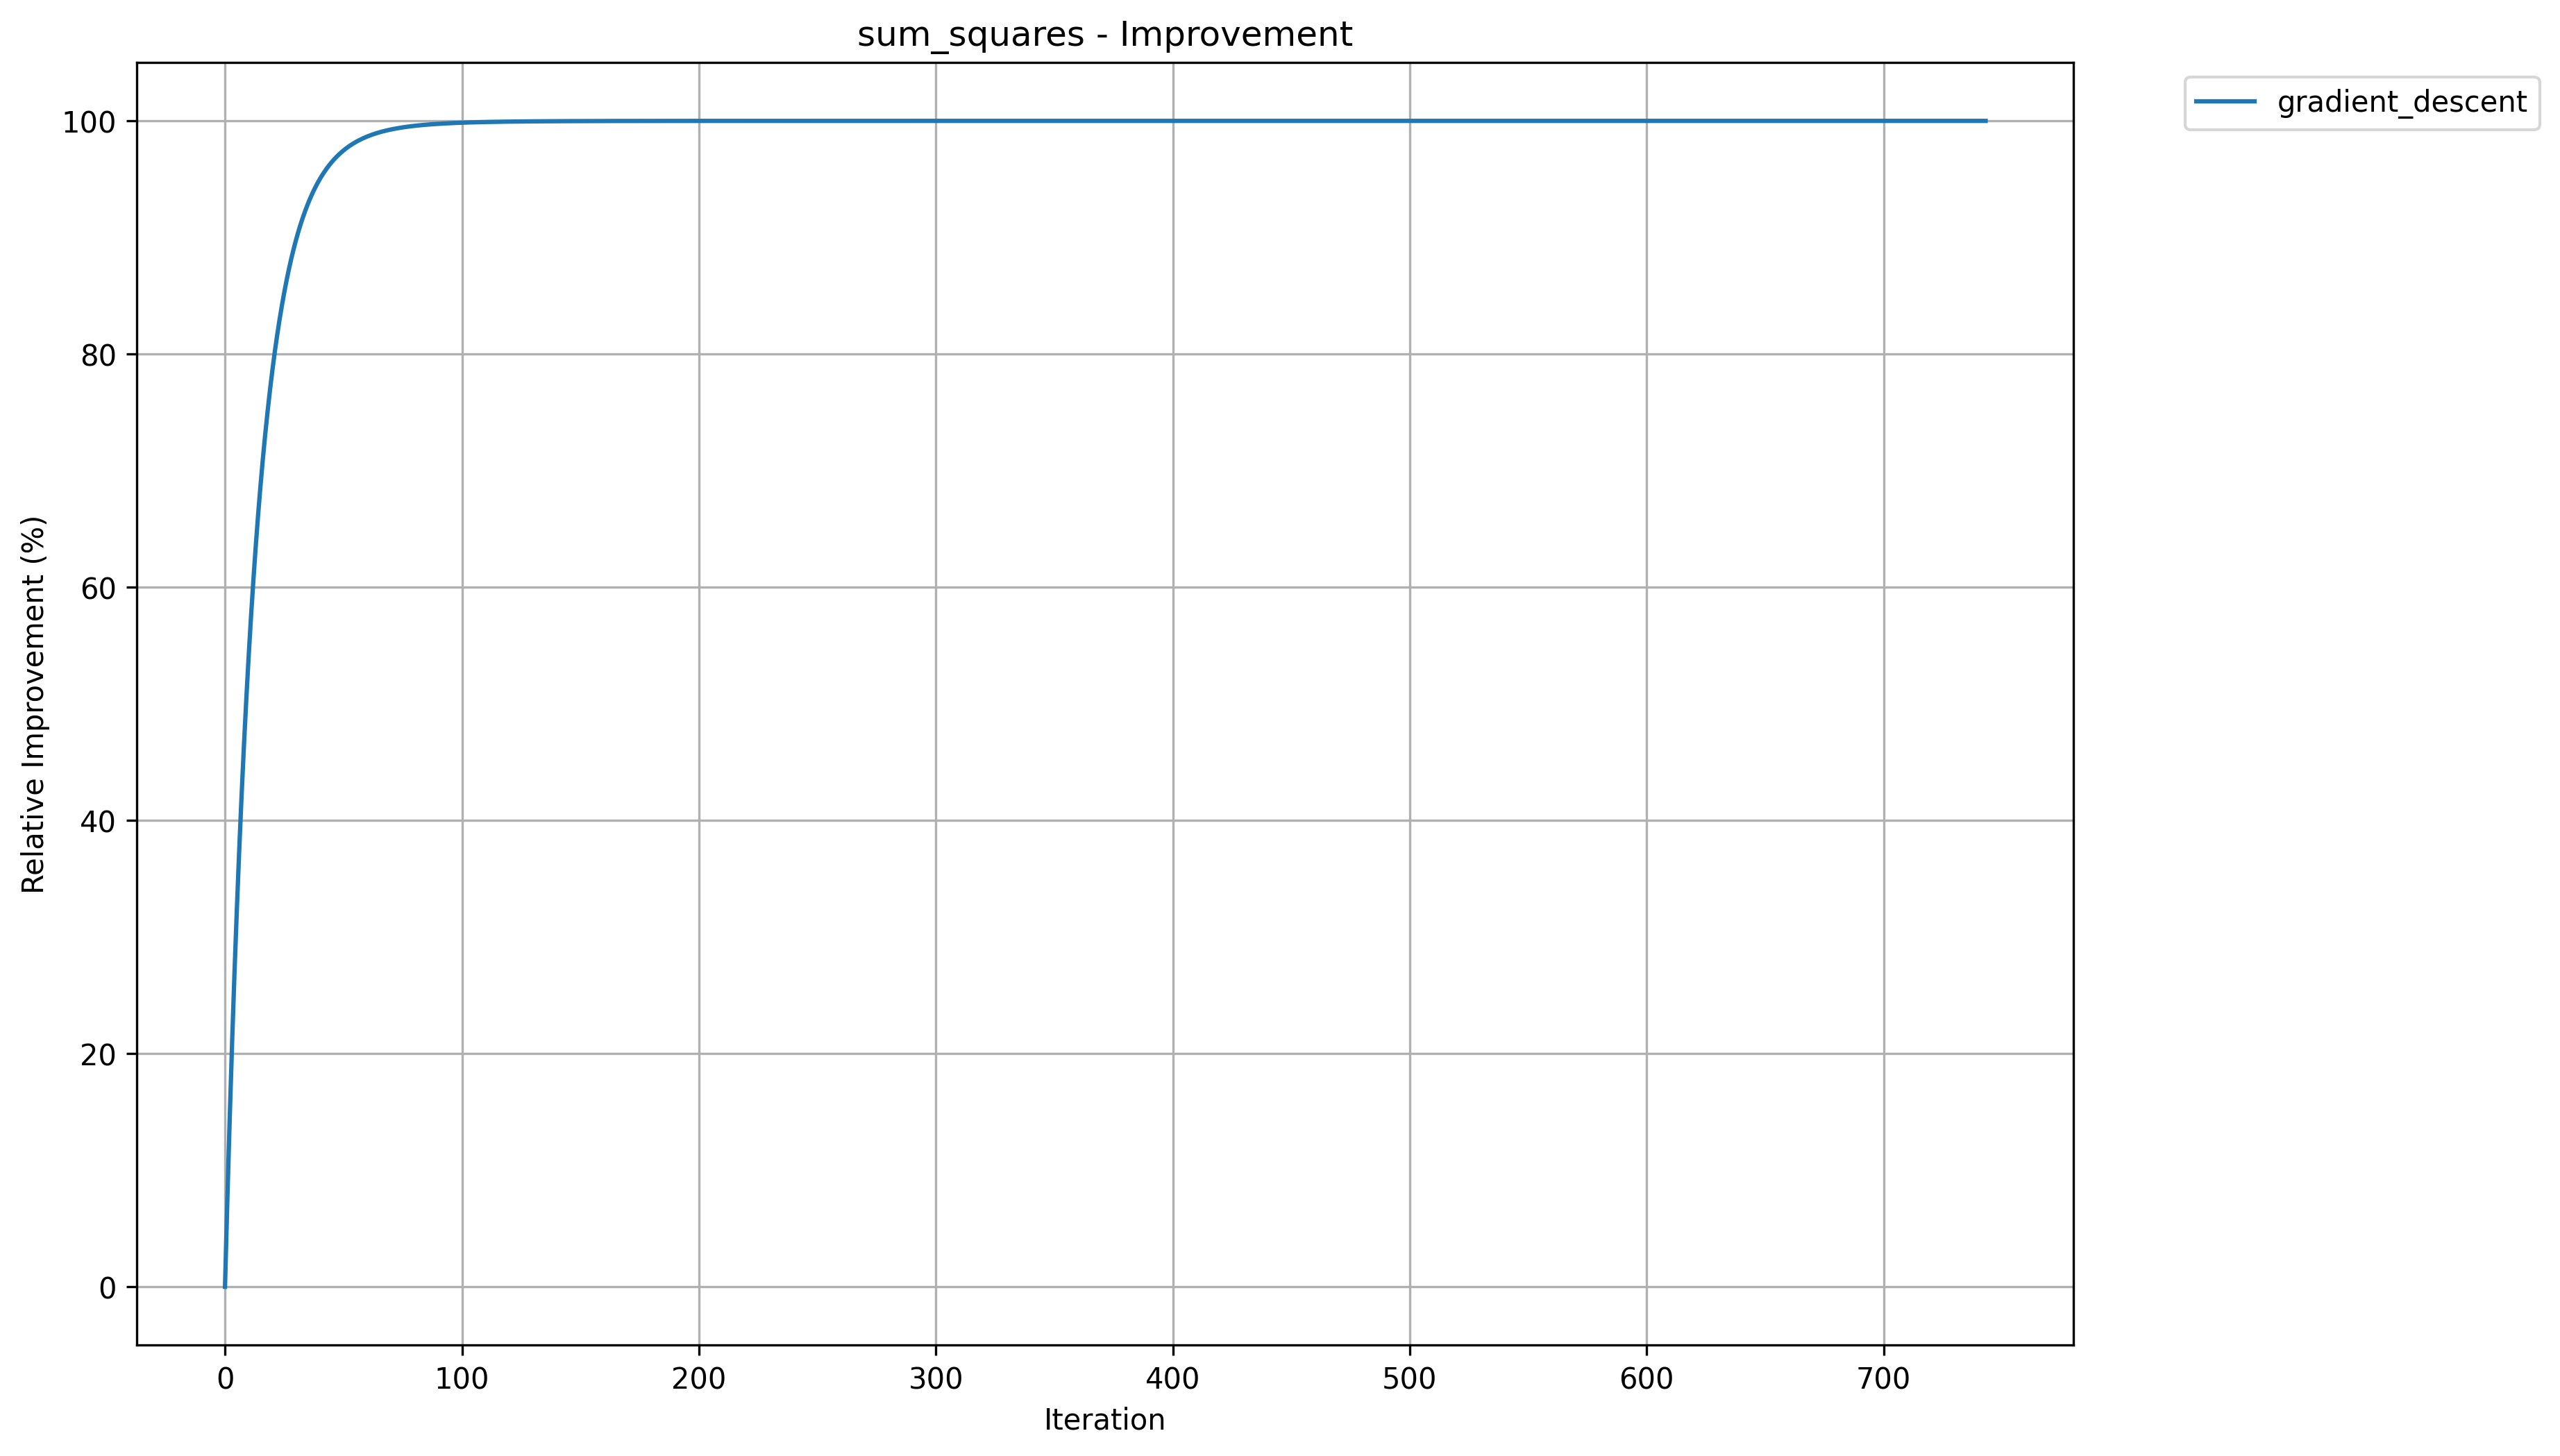 sum_squares - Improvement
gradient_descent
Relative Improvement (%)
100
80
60
40
20
0
0 100 200 300 400 500 600 700
Iteration